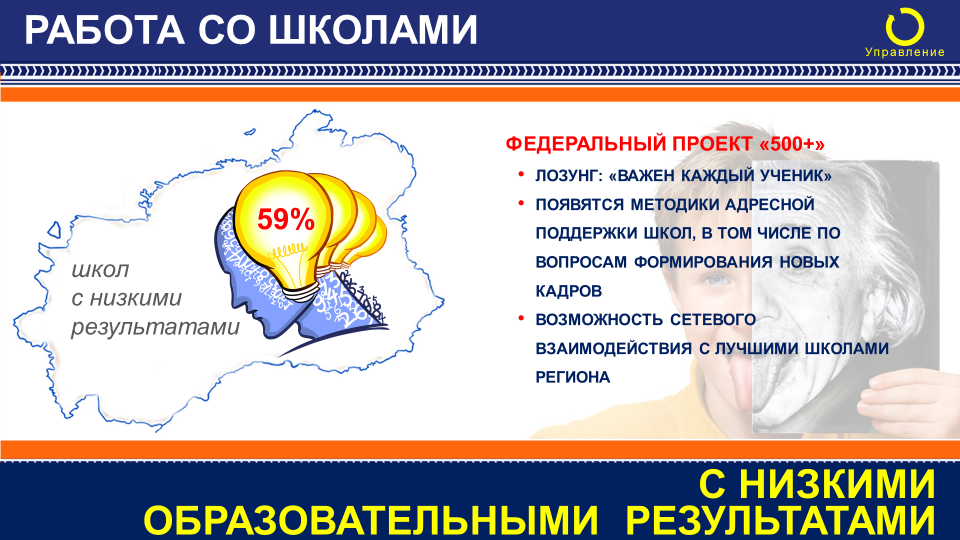 РАБОТА СО ШКОЛАМИ
Управление
59%
школ
с низкими
результатами
ФЕДЕРАЛЬНЫЙ ПРОЕКТ «500+»
• ЛОЗУНГ: «ВАЖЕН КАЖДЫЙ УЧЕНИК»
• ПОЯВЯТСЯ МЕТОДИКИ АДРЕСНОЙ
ПОДДЕРЖКИ ШКОЛ, В ТОМ ЧИСЛЕ ПО
ВОПРОСАМ ФОРМИРОВАНИЯ НОВЫХ
КАДРОВ
• ВОЗМОЖНОСТЬ СЕТЕВОГО
ВЗАИМОДЕЙСТВИЯ С ЛУЧШИМИ ШКОЛАМИ
РЕГИОНА
С НИЗКИМИ
ОБРАЗОВАТЕЛЬНЫМИ РЕЗУЛЬТАТАМИ